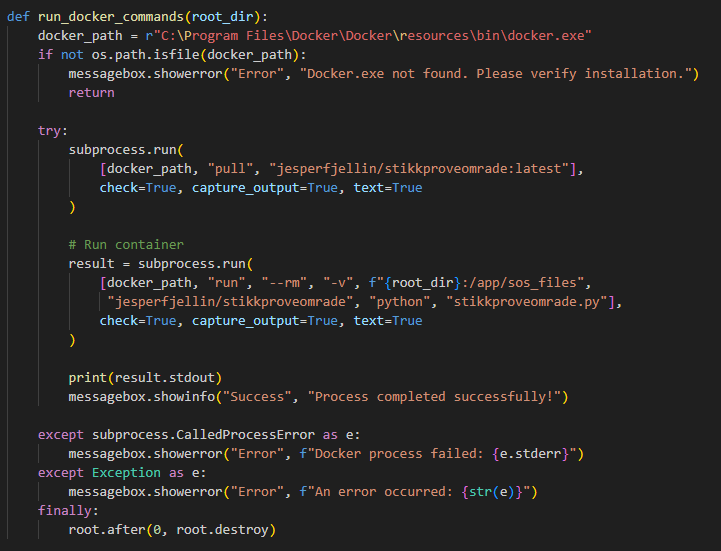 def run_docker_commands(root_dir):
    docker_path = r"C:\Program Files\Docker\Docker\resources\bin\docker.exe"
    if not os.path.isfile(docker_path):
        messagebox.showerror("Error", "Docker.exe not found. Please verify installation.")
        return

    try:
        subprocess.run(
            [docker_path, "pull", "jesperfjellin/stikkproveomrade:latest"],
            check=True, capture_output=True, text=True
        )

        # Run container
        result = subprocess.run(
            [docker_path, "run", "--rm", "-v", f"{root_dir}:/app/sos_files",
             "jesperfjellin/stikkproveomrade", "python", "stikkproveomrade.py"],
            check=True, capture_output=True, text=True
        )

        print(result.stdout)
        messagebox.showinfo("Success", "Process completed successfully!")

    except subprocess.CalledProcessError as e:
        messagebox.showerror("Error", f"Docker process failed: {e.stderr}")
    except Exception as e:
        messagebox.showerror("Error", f"An error occurred: {str(e)}")
    finally:
        root.after(0, root.destroy)